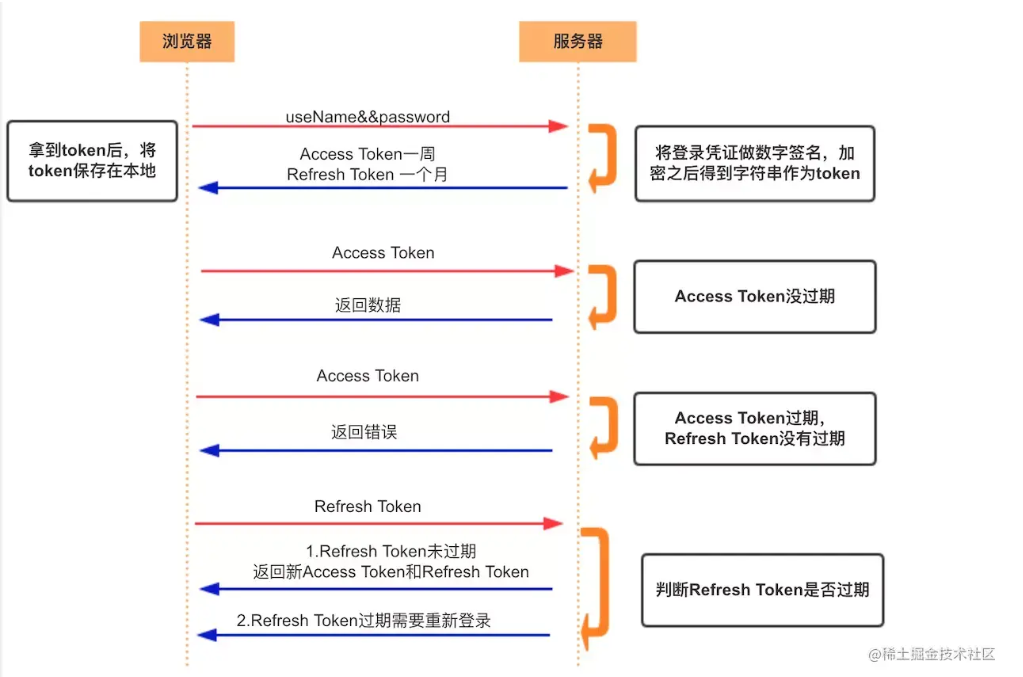 浏览器
服务器
useName&&password
拿到token后，将
token保存在本地
Access Token一周
Refresh Token 一个月
将登录凭证做数字签名，加
密之后得到字符串作为token
Access Token
返回数据
Access Token没过期
Access Token
返回错误
Access Token过期，
Refresh Token没有过期
Refresh Token
1.Refresh Token未过期
返回新Access Token和Refresh Token
2.Refresh Token过期需要重新登录
判断Refresh Token是否过期
@稀土掘金技术社区